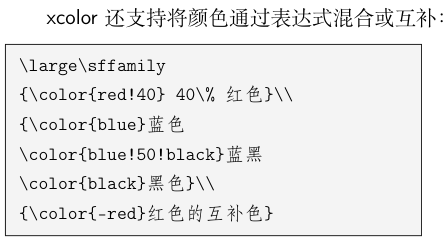 xcolor 还支持将颜色通过表达式混合或互补：
\large\sffamily
{\color{red!40} 40\% 红色}\\
{\color{blue}蓝色
\color{blue!50!black}蓝黑
\color{black}黑色}\\
{\color{-red}红色的互补色}